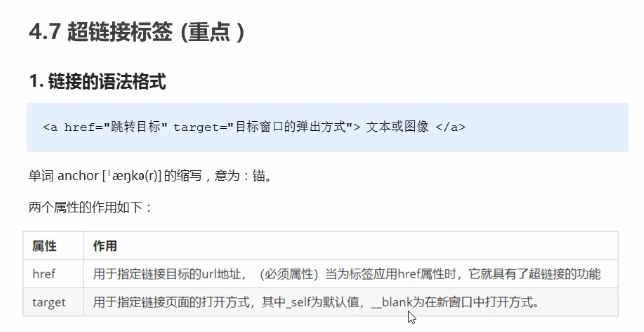 4.7 超链接标签 (重点 )
1. 链接的语法格式
<a href="跳转目标" target="目标窗口的弹出方式"> 文本或图像 </a>
单词 anchor [ˈæŋkə(r)] 的缩写，意为：锚。
两个属性的作用如下：
属性 作用
href 用于指定链接目标的url地址，（必须属性）当为标签应用href属性时，它就具有了超链接的功能
target 用于指定链接页面的打开方式，其中_self为默认值，__blank为在新窗口中打开方式。